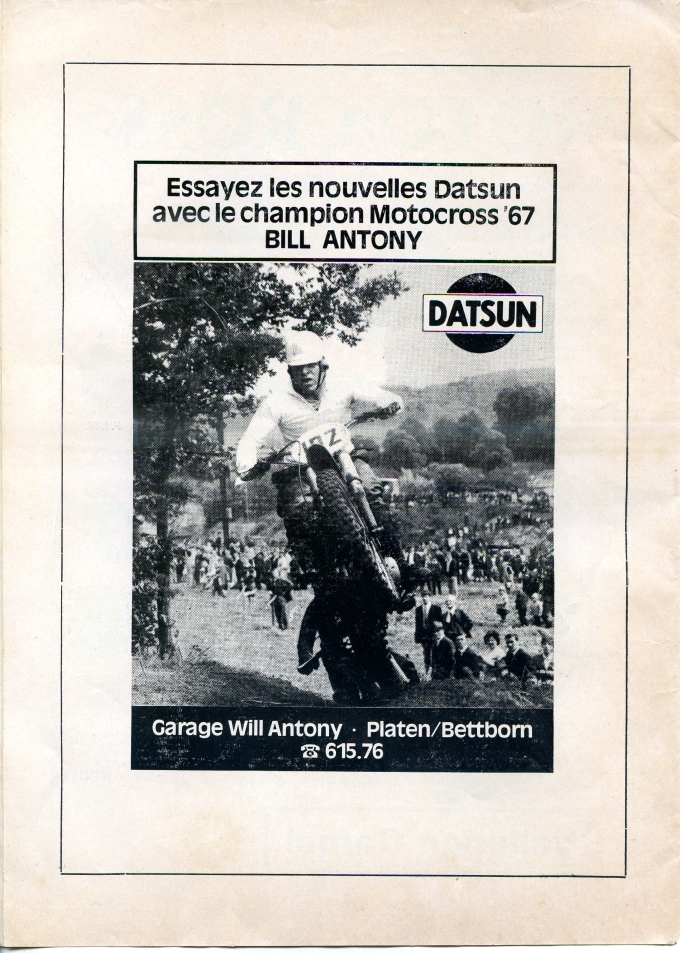 Essayez les nouvelles Datsun
avec le champion Motocross '67
BILL ANTONY
DATSUN
Garage Will Antony · Platen/Bettborn
☎ 615.76